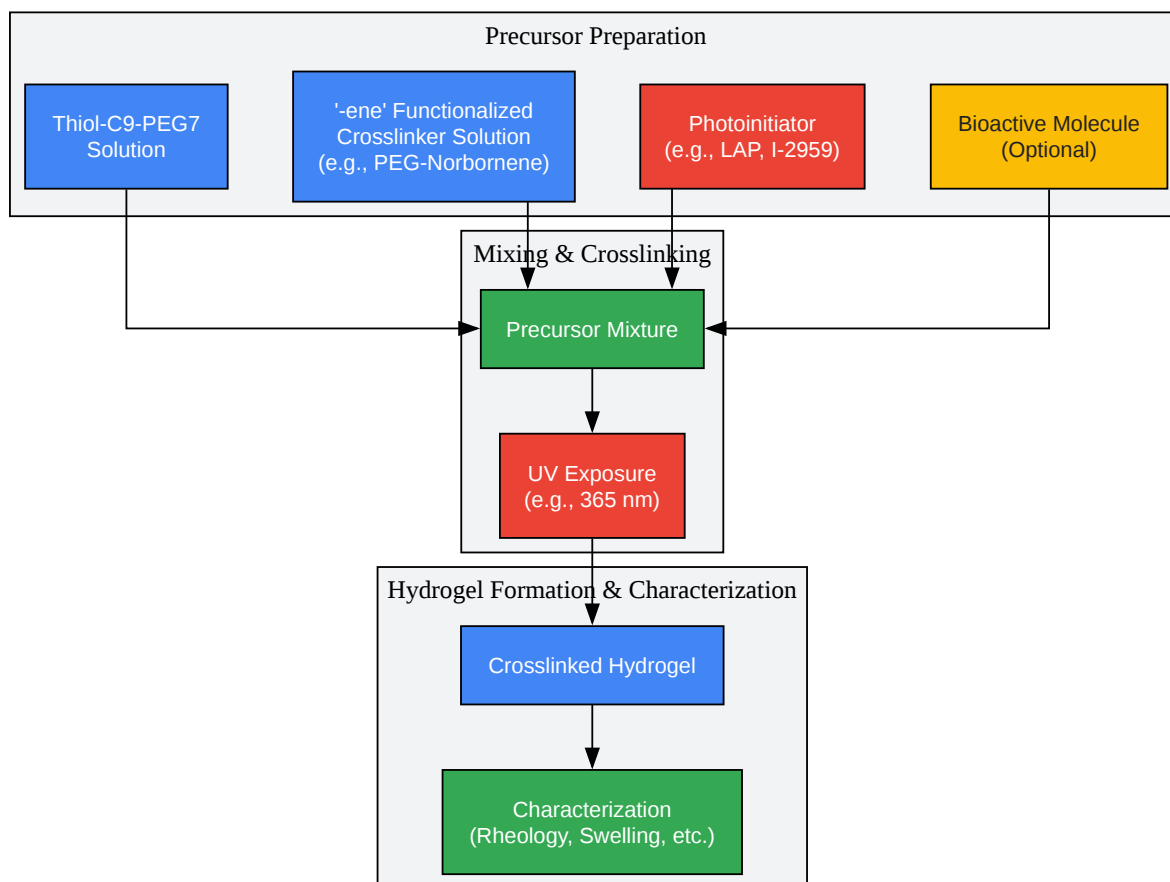 Precursor Preparation
Thiol-C9-PEG7
Solution
'-ene' Functionalized
Crosslinker Solution
(e.g., PEG-Norbornene)
Photoinitiator
(e.g., LAP, I-2959)
Bioactive Molecule
(Optional)
Mixing & Crosslinking
Precursor Mixture
UV Exposure
(e.g., 365 nm)
Hydrogel Formation & Characterization
Crosslinked Hydrogel
Characterization
(Rheology, Swelling, etc.)